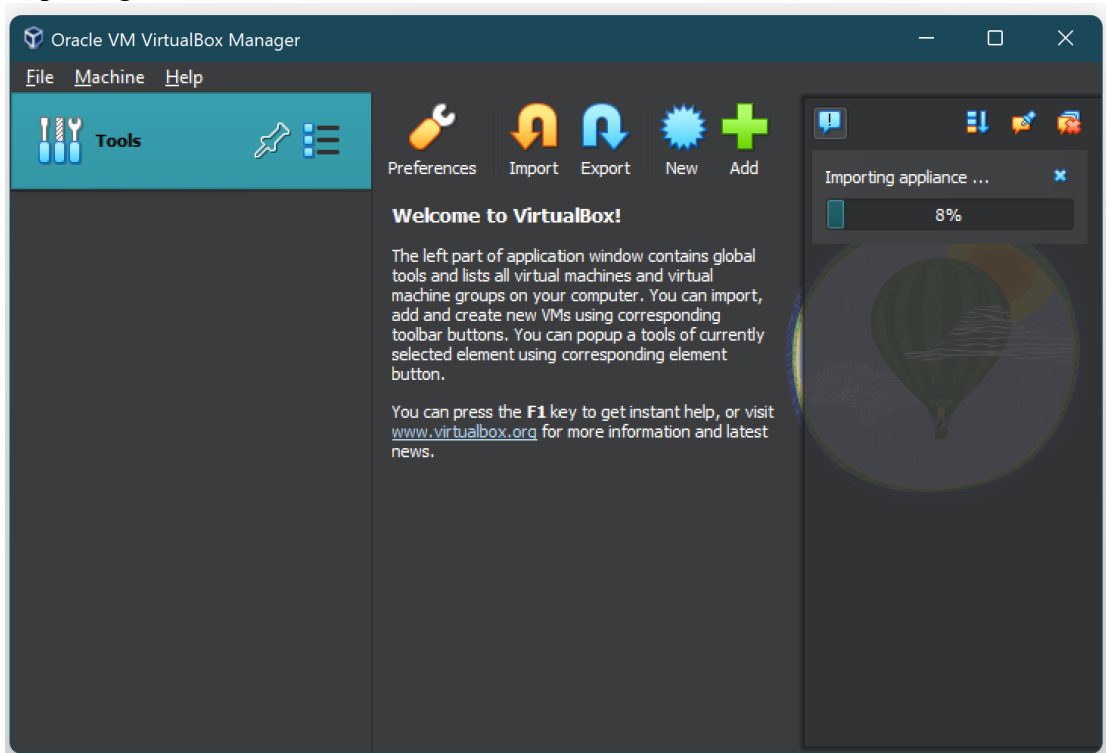 Oracle VM VirtualBox Manager
File Machine Help
Tools
Preferences Import Export New Add
Welcome to VirtualBox!
The left part of application window contains global
tools and lists all virtual machines and virtual
machine groups on your computer. You can import,
add and create new VMs using corresponding
toolbar buttons. You can popup a tools of currently
selected element using corresponding element
button.
You can press the F1 key to get instant help, or visit
www.virtualbox.org for more information and latest
news.
Importing appliance ...
8%